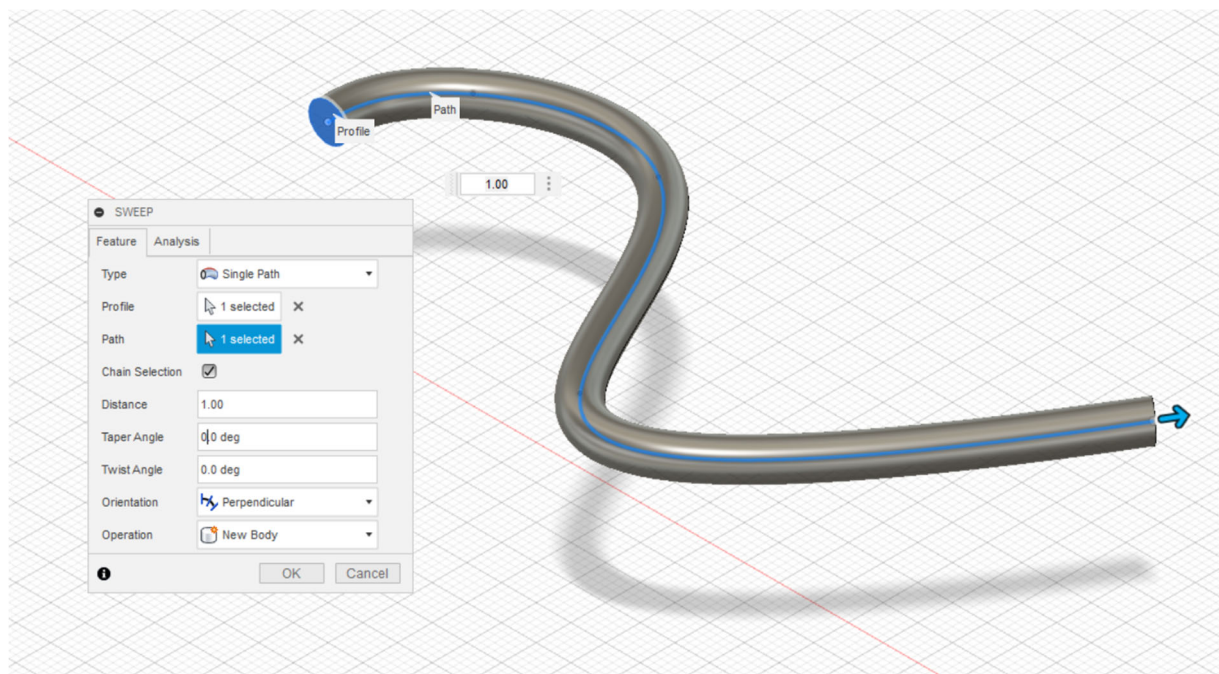 Path
Profile
1.00
SWEEP
Feature Analysis
Type Single Path
Profile 1 selected
Path 1 selected
Chain Selection
Distance 1.00
Taper Angle 0.0 deg
Twist Angle 0.0 deg
Orientation Perpendicular
Operation New Body
OK Cancel